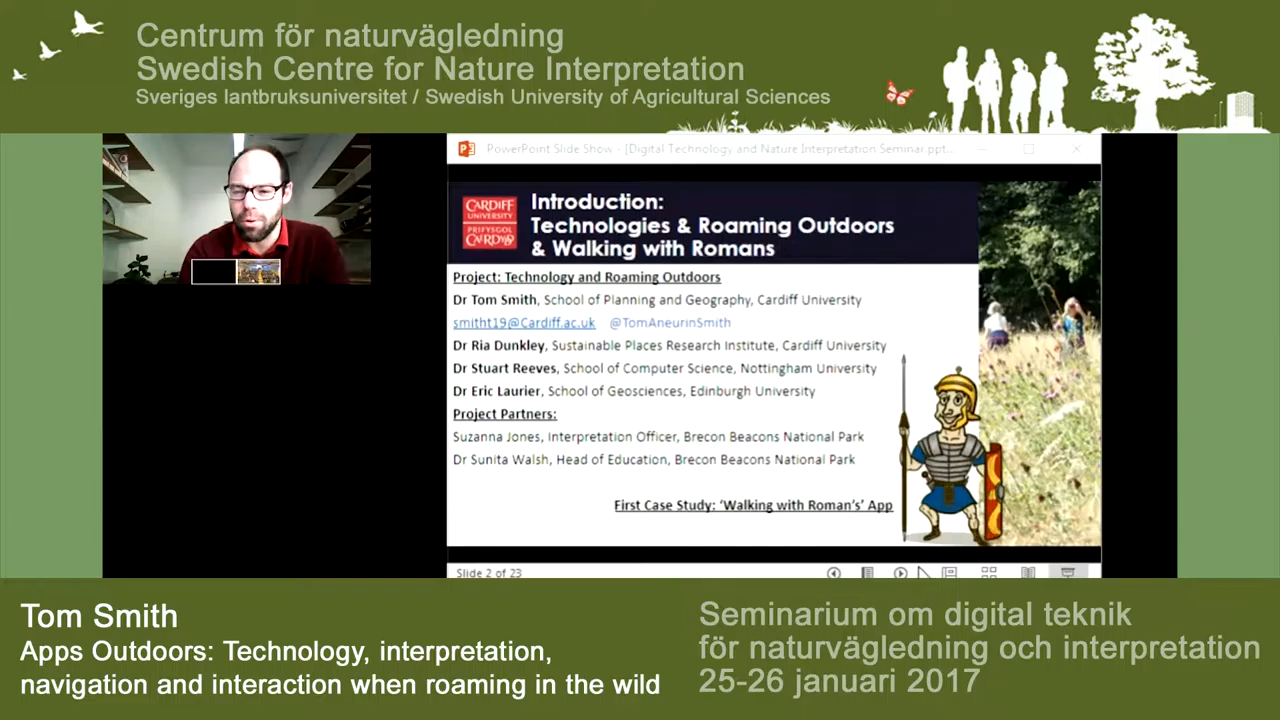 Centrum för naturvägledning
Swedish Centre for Nature Interpretation
Sveriges lantbruksuniversitet / Swedish University of Agricultural Sciences
PowerPoint Slide Show - [Digital Technology and Nature Interpretation Seminar.ppt...
CARDIFF
UNIVERSITY
PRIFYSGOL
CAERDYDD
Introduction:
Technologies & Roaming Outdoors
& Walking with Romans
Project: Technology and Roaming Outdoors
Dr Tom Smith, School of Planning and Geography, Cardiff University
smitht19@Cardiff.ac.uk @TomAneurinSmith
Dr Ria Dunkley, Sustainable Places Research Institute, Cardiff University
Dr Stuart Reeves, School of Computer Science, Nottingham University
Dr Eric Laurier, School of Geosciences, Edinburgh University
Project Partners:
Suzanna Jones, Interpretation Officer, Brecon Beacons National Park
Dr Sunita Walsh, Head of Education, Brecon Beacons National Park
First Case Study: ‘Walking with Roman’s’ App
Slide 2 of 23
Tom Smith
Apps Outdoors: Technology, interpretation,
navigation and interaction when roaming in the wild
Seminarium om digital teknik
för naturvägledning och interpretation
25-26 januari 2017